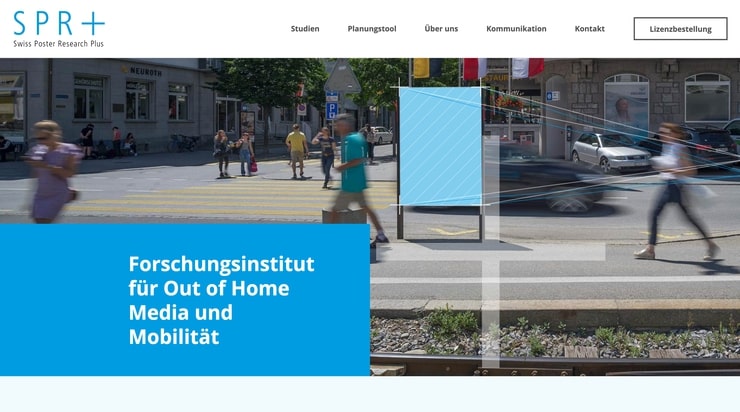 SPR+
Swiss Poster Research Plus
Studien
Planungstool
Über uns
Kommunikation
Kontakt
Lizenzbestellung
NEUROTH
P
Forschungsinstitut
für Out of Home
Media und
Mobilität